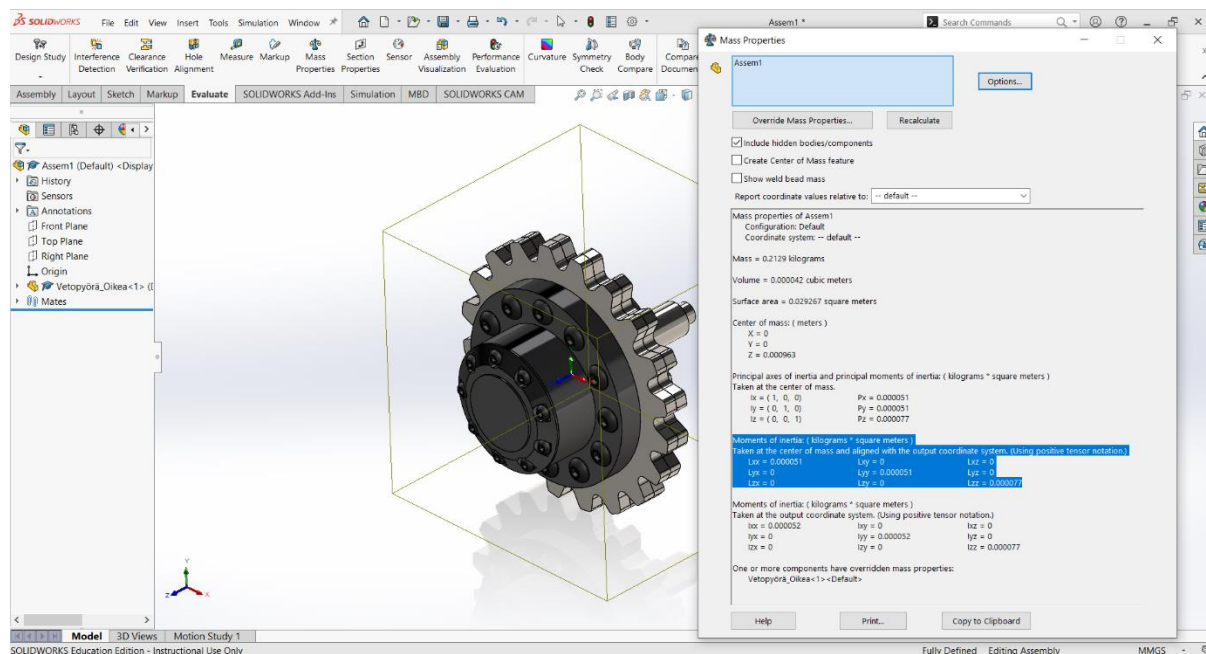 SOLIDWORKS File Edit View Insert Tools Simulation Window Assem1 * Search Commands
Design Study Interference Detection Clearance Verification Hole Alignment Measure Markup Mass Properties Section Properties Sensor Assembly Visualization Performance Evaluation Curvature Symmetry Check Body Compare Compare
Assembly Layout Sketch Markup Evaluate SOLIDWORKS Add-Ins Simulation MBD SOLIDWORKS CAM
Assem1 (Default) <Display
History
Sensors
Annotations
Front Plane
Top Plane
Right Plane
Origin
Vetopyörä_Oikea<1>
Mates
Y
Z
X
Mass Properties
Assem1
Options...
Override Mass Properties...
Recalculate
Include hidden bodies/components
Create Center of Mass feature
Show weld bead mass
Report coordinate values relative to: -- default --
Mass properties of Assem1
Configuration: Default
Coordinate system: -- default --
Mass = 0.2129 kilograms
Volume = 0.000042 cubic meters
Surface area = 0.029267 square meters
Center of mass: ( meters )
X = 0
Y = 0
Z = 0.000963
Principal axes of inertia and principal moments of inertia: ( kilograms * square meters )
Taken at the center of mass.
Ix = ( 1, 0, 0) Px = 0.000051
Iy = ( 0, 1, 0) Py = 0.000051
Iz = ( 0, 0, 1) Pz = 0.000077
Moments of inertia: ( kilograms * square meters )
Taken at the center of mass and aligned with the output coordinate system. (Using positive tensor notation.)
Lxx = 0.000051 Lxy = 0 Lxz = 0
Lyx = 0 Lyy = 0.000051 Lyz = 0
Lzx = 0 Lzy = 0 Lzz = 0.000077
Moments of inertia: ( kilograms * square meters )
Taken at the output coordinate system. (Using positive tensor notation.)
Ixx = 0.000052 Ixy = 0 Ixz = 0
Iyx = 0 Iyy = 0.000052 Iyz = 0
Izx = 0 Izy = 0 Izz = 0.000077
One or more components have overridden mass properties:
Vetopyörä_Oikea<1><Default>
Help
Print...
Copy to Clipboard
Model 3D Views Motion Study 1
SOLIDWORKS Education Edition - Instructional Use Only Fully Defined Editing Assembly MMGS